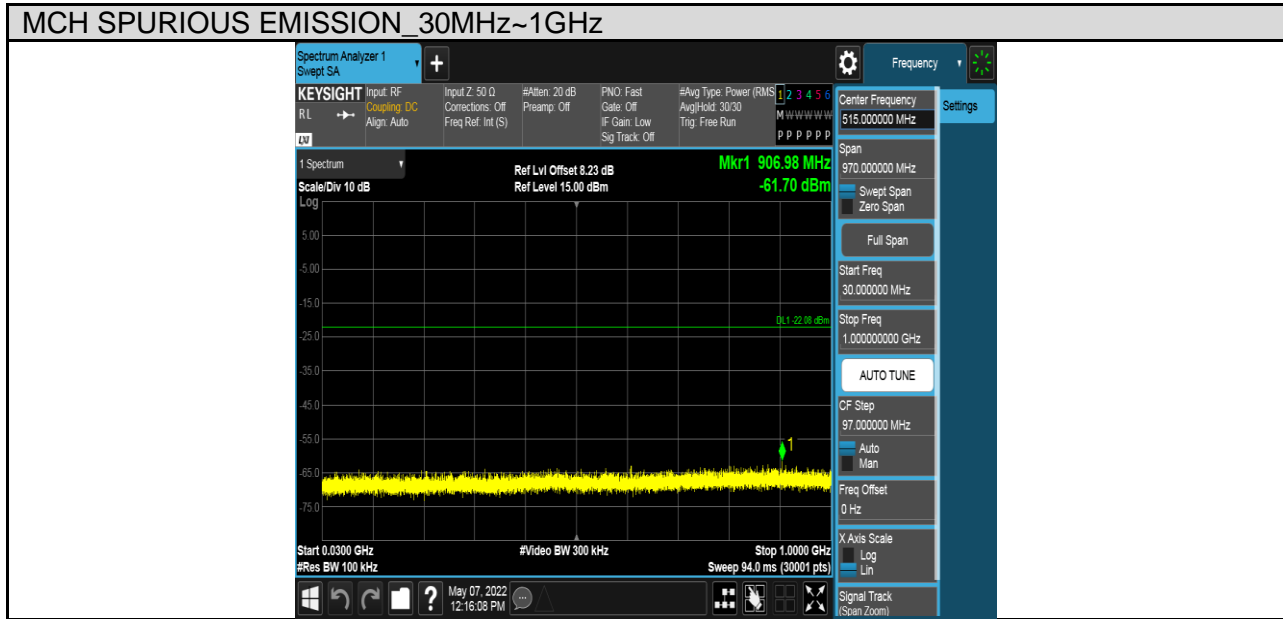 MCH SPURIOUS EMISSION_30MHz~1GHz
Spectrum Analyzer 1
Swept SA
+
Frequency
KEYSIGHT
RL
LXI
Input: RF
Coupling: DC
Align: Auto
Input Z: 50 Ω
Corrections: Off
Freq Ref: Int (S)
#Atten: 20 dB
Preamp: Off
PNO: Fast
Gate: Off
IF Gain: Low
Sig Track: Off
#Avg Type: Power (RMS
Avg|Hold: 30/30
Trig: Free Run
1 2 3 4 5 6
M W W W W W
P P P P P P
1 Spectrum
Scale/Div 10 dB
Log
Ref Lvl Offset 8.23 dB
Ref Level 15.00 dBm
Mkr1 906.98 MHz
-61.70 dBm
5.00
-5.00
-15.0
DL1 -22.08 dBm
-25.0
-35.0
-45.0
-55.0
1
-65.0
-75.0
Start 0.0300 GHz
#Res BW 100 kHz
#Video BW 300 kHz
Stop 1.0000 GHz
Sweep 94.0 ms (30001 pts)
?
May 07, 2022
12:16:08 PM
Center Frequency
515.000000 MHz
Settings
Span
970.000000 MHz
Swept Span
Zero Span
Full Span
Start Freq
30.000000 MHz
Stop Freq
1.000000000 GHz
AUTO TUNE
CF Step
97.000000 MHz
Auto
Man
Freq Offset
0 Hz
X Axis Scale
Log
Lin
Signal Track
(Span Zoom)